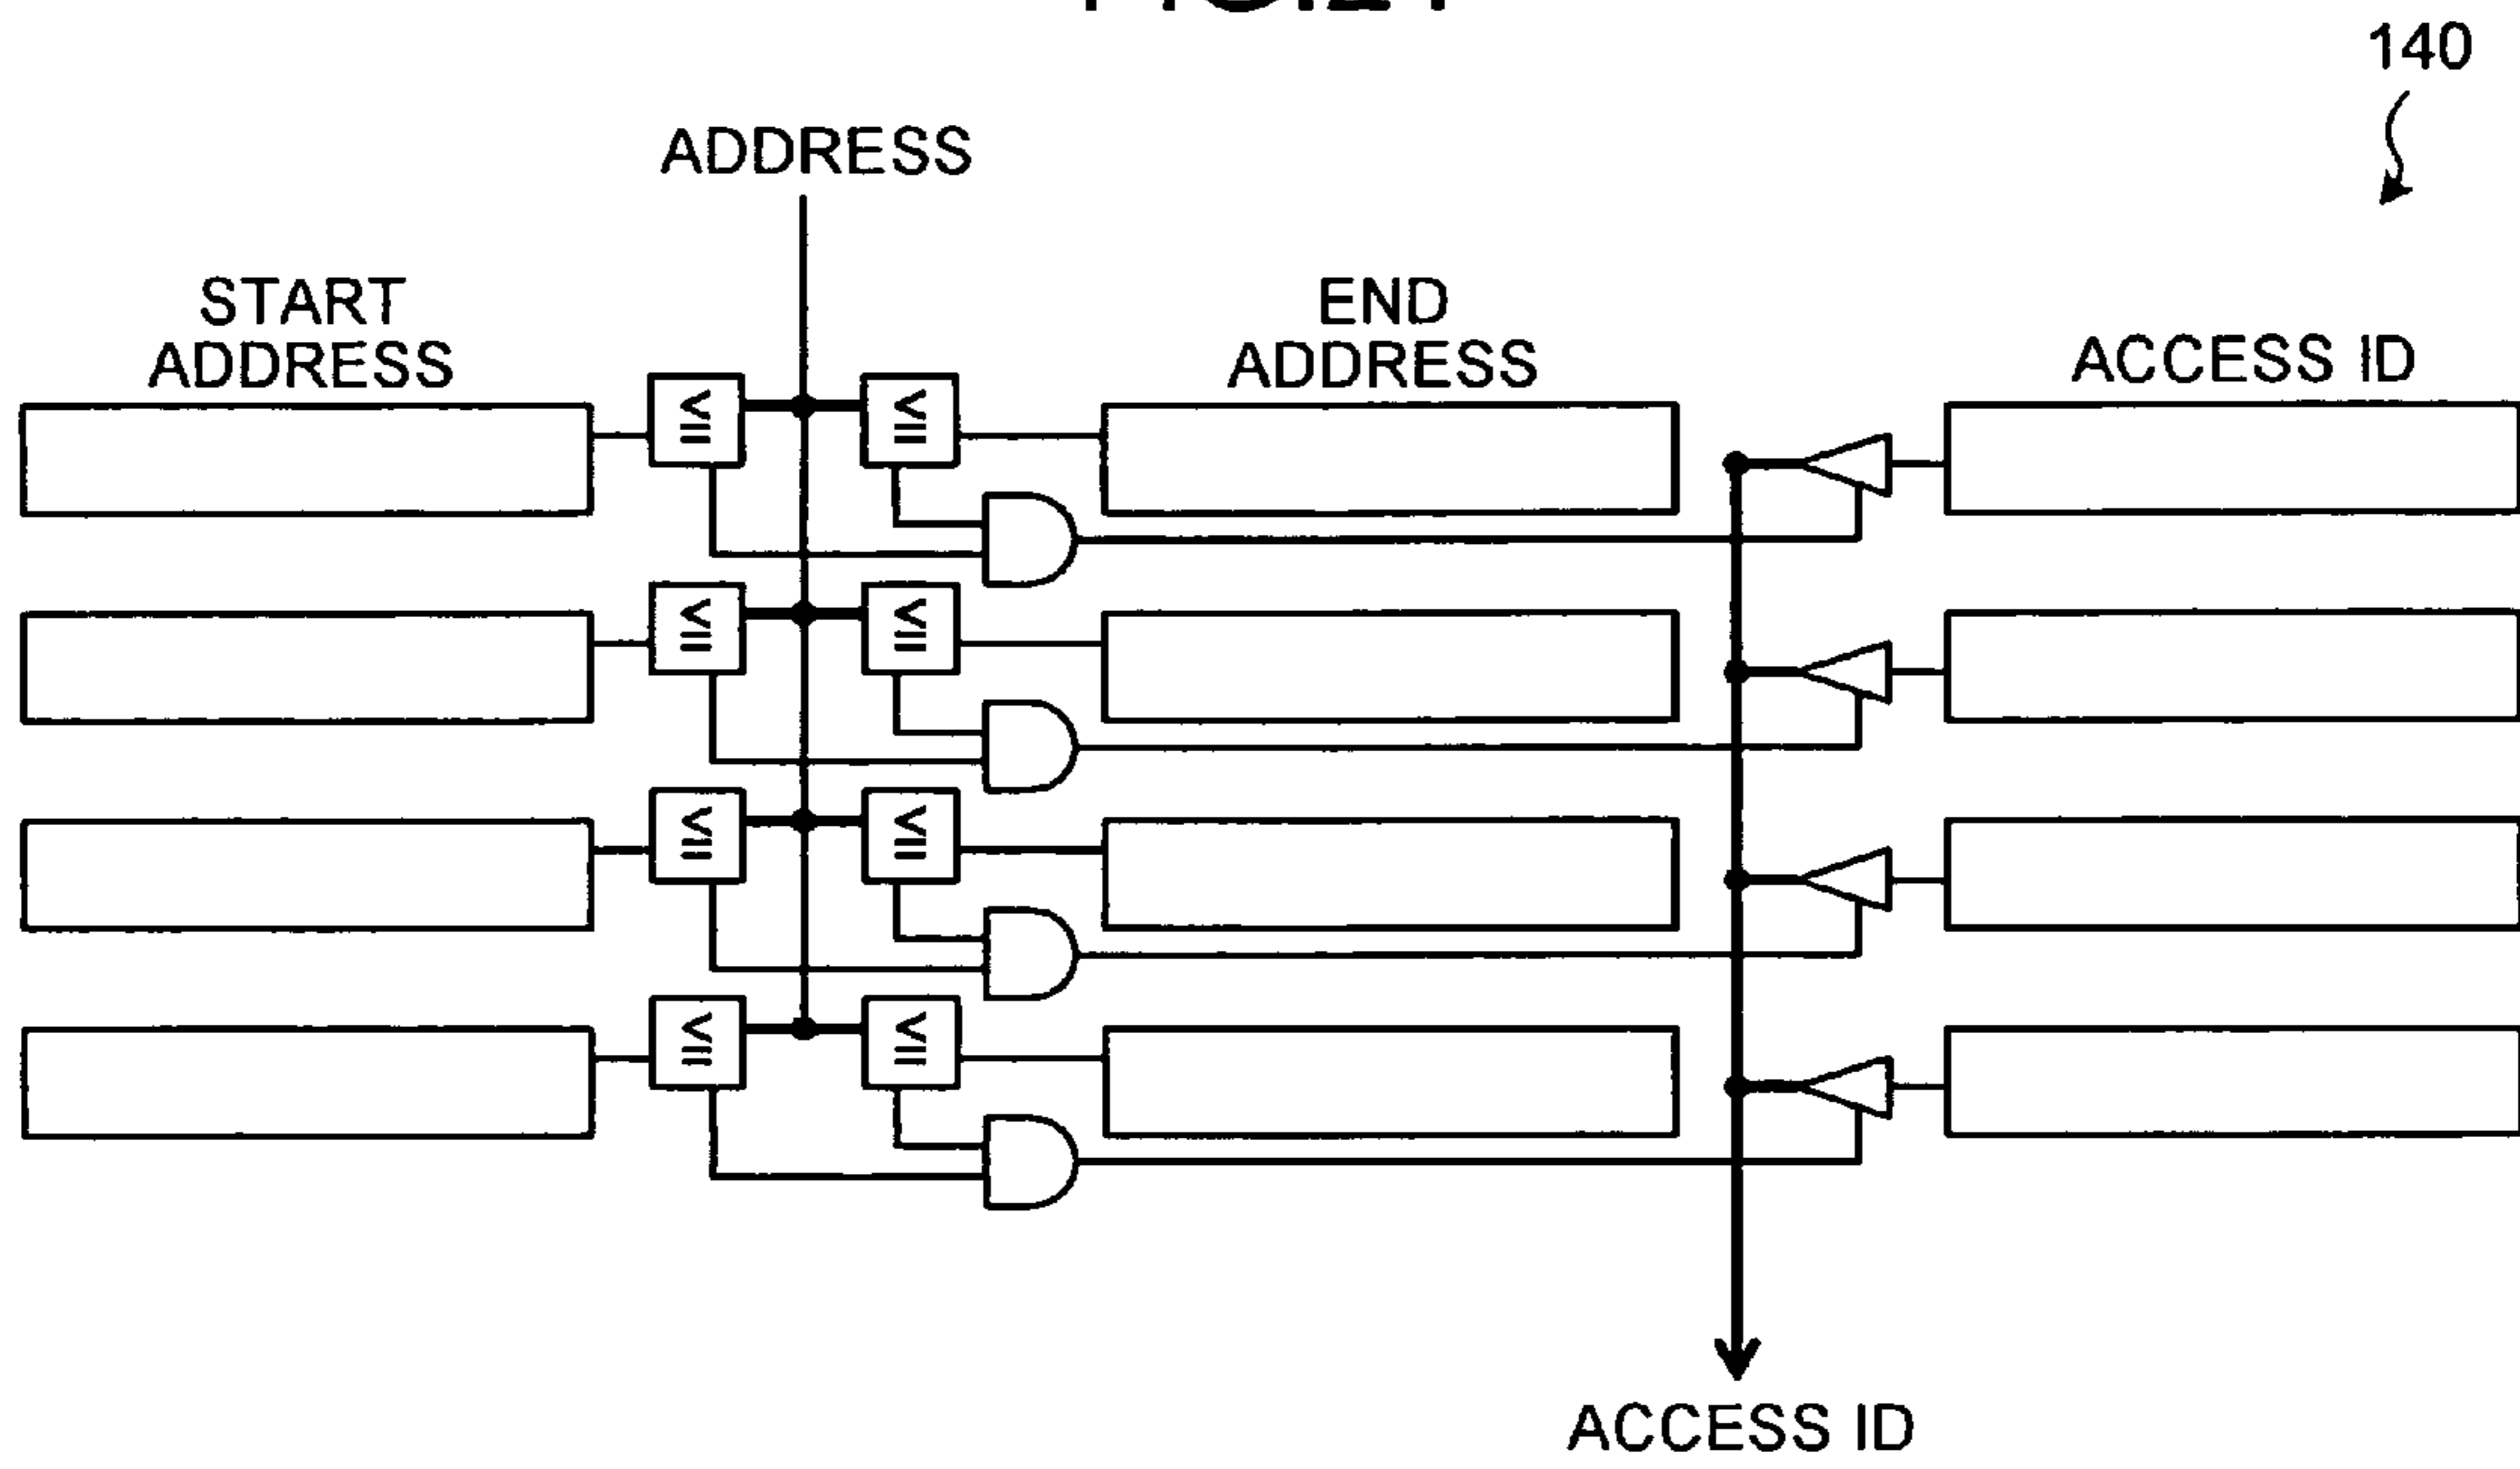 140
ADDRESS
START
ADDRESS
END
ADDRESS
ACCESS ID
≦ ≦
≦ ≦
≦ ≦
≦ ≦
ACCESS ID